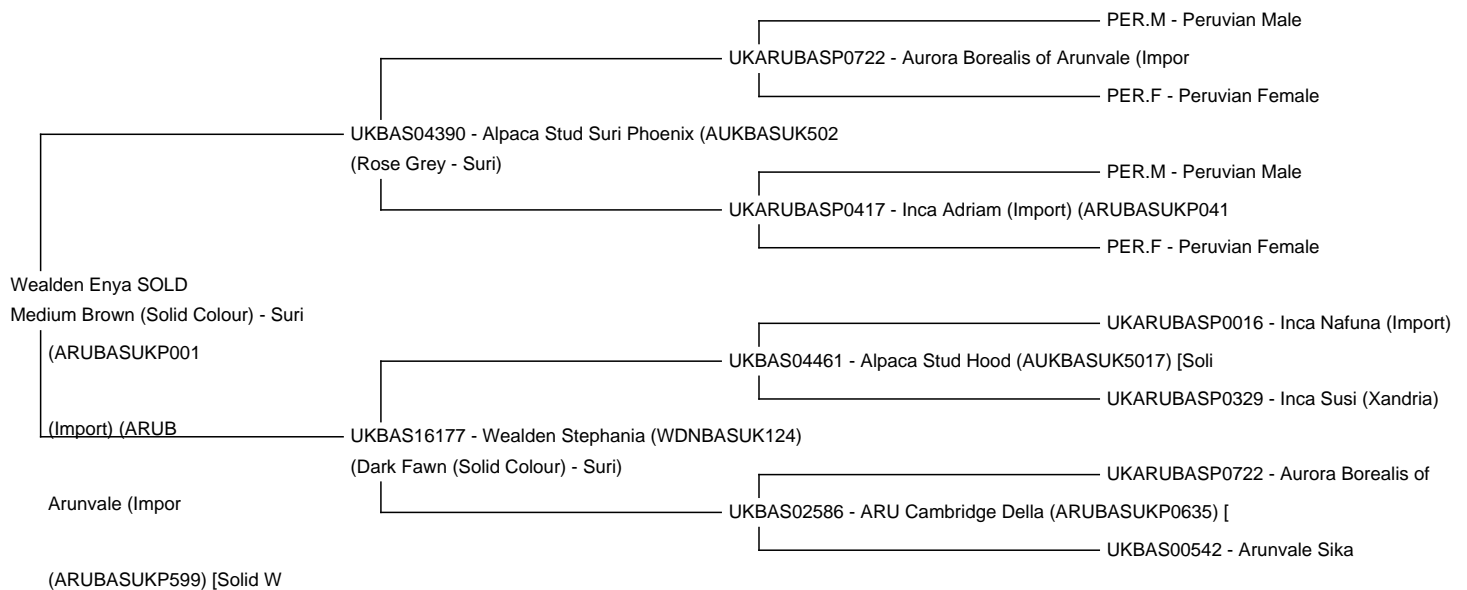 PER.M - Peruvian Male
UKARUBASP0722 - Aurora Borealis of Arunvale (Impor
PER.F - Peruvian Female
UKBAS04390 - Alpaca Stud Suri Phoenix (AUKBASUK502
(Rose Grey - Suri)
PER.M - Peruvian Male
UKARUBASP0417 - Inca Adriam (Import) (ARUBASUKP041
PER.F - Peruvian Female
Wealden Enya SOLD
Medium Brown (Solid Colour) - Suri
UKARUBASP0016 - Inca Nafuna (Import)
(ARUBASUKP001
UKBAS04461 - Alpaca Stud Hood (AUKBASUK5017) [Soli
UKARUBASP0329 - Inca Susi (Xandria)
(Import) (ARUB
UKBAS16177 - Wealden Stephania (WDNBASUK124)
(Dark Fawn (Solid Colour) - Suri)
UKARUBASP0722 - Aurora Borealis of
Arunvale (Impor
UKBAS02586 - ARU Cambridge Della (ARUBASUKP0635) [
UKBAS00542 - Arunvale Sika
(ARUBASUKP599) [Solid W